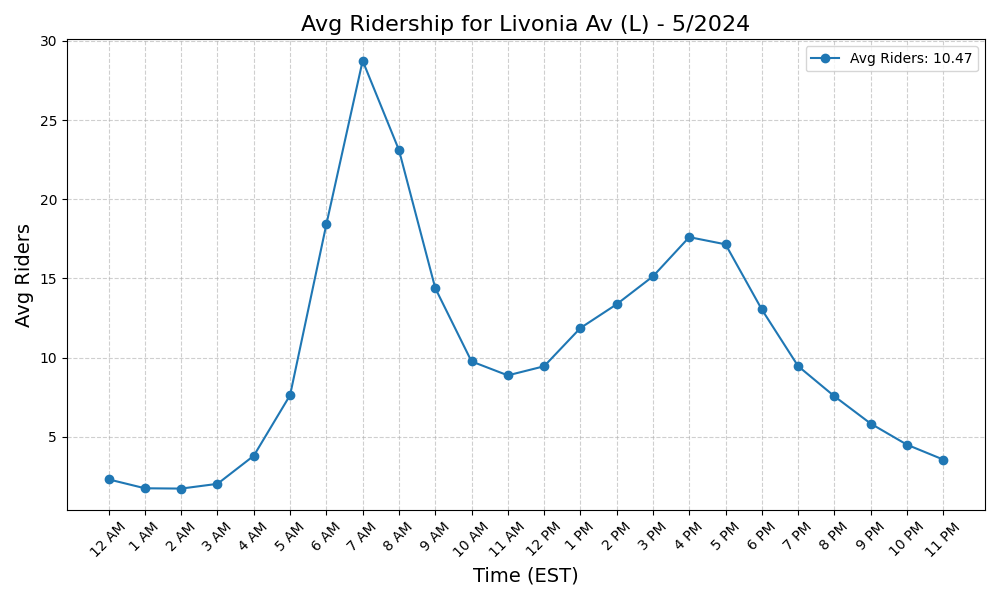 Avg Ridership for Livonia Av (L) - 5/2024
Avg Riders: 10.47
Avg Riders
30
25
20
15
10
5
12 AM
1 AM
2 AM
3 AM
4 AM
5 AM
6 AM
7 AM
8 AM
9 AM
10 AM
11 AM
12 PM
1 PM
2 PM
3 PM
4 PM
5 PM
6 PM
7 PM
8 PM
9 PM
10 PM
11 PM
Time (EST)